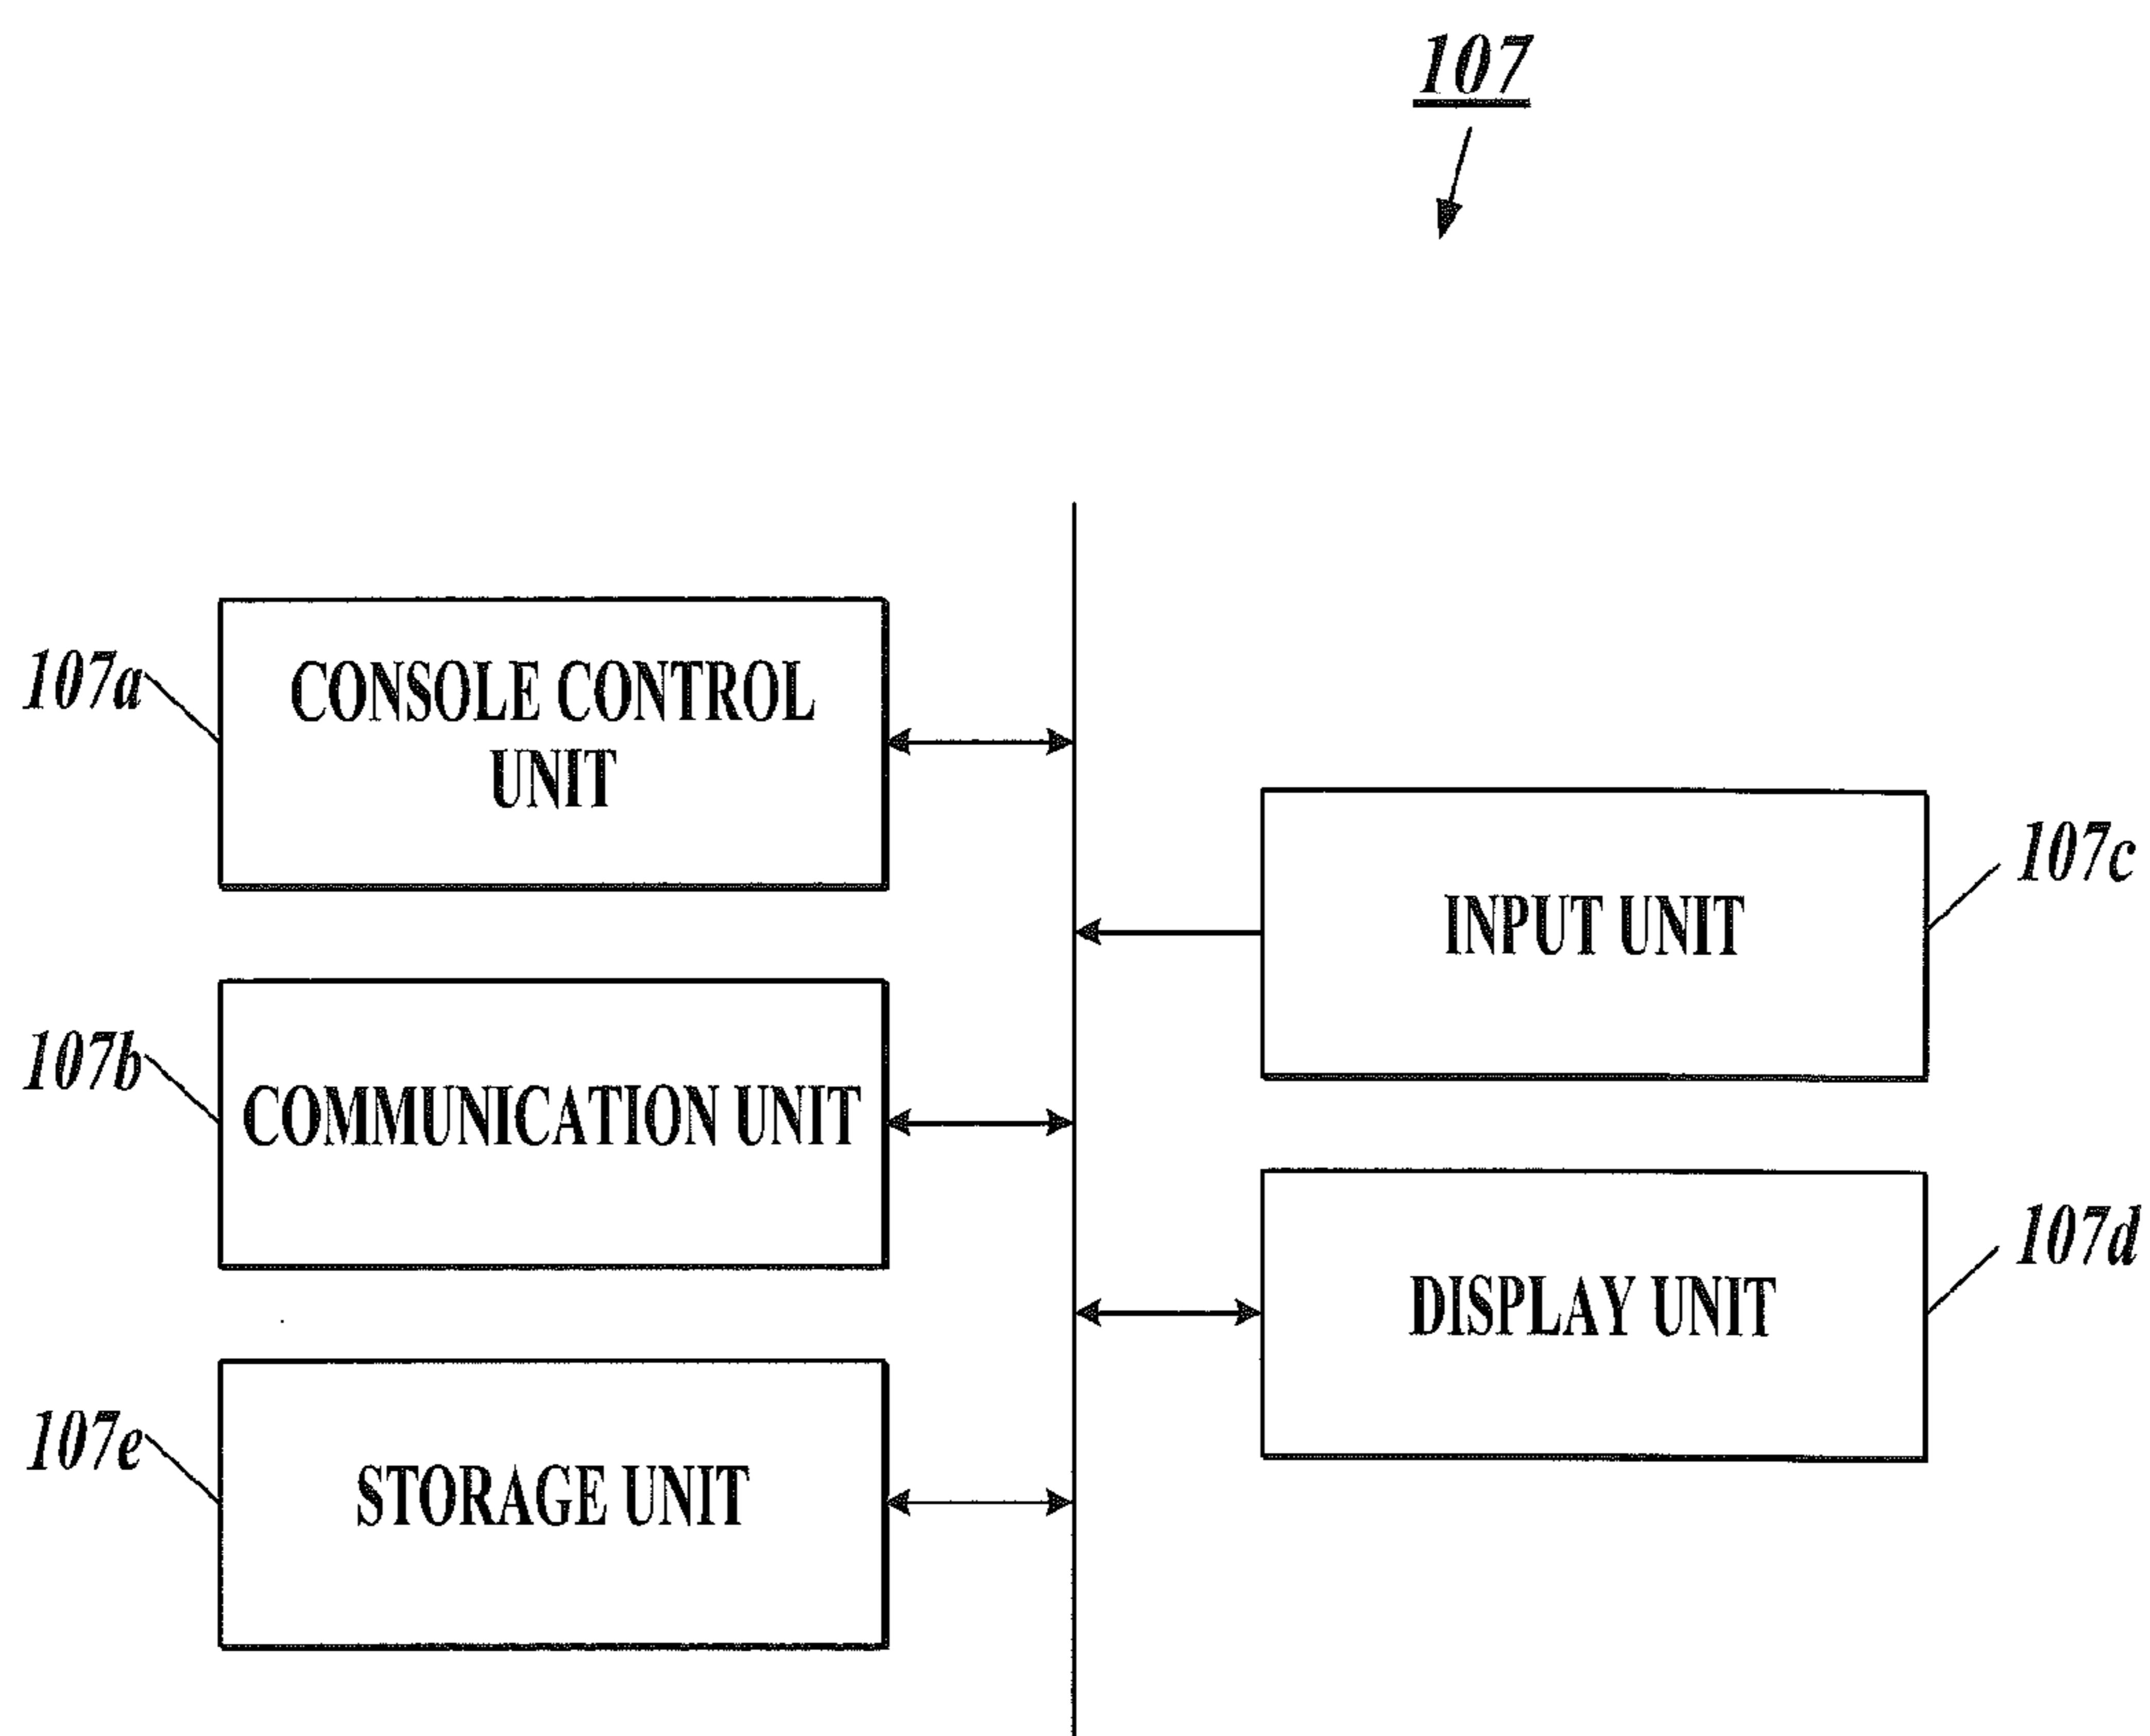 107
107a
CONSOLE CONTROL
UNIT
107c
INPUT UNIT
107b
COMMUNICATION UNIT
107d
DISPLAY UNIT
107e
STORAGE UNIT